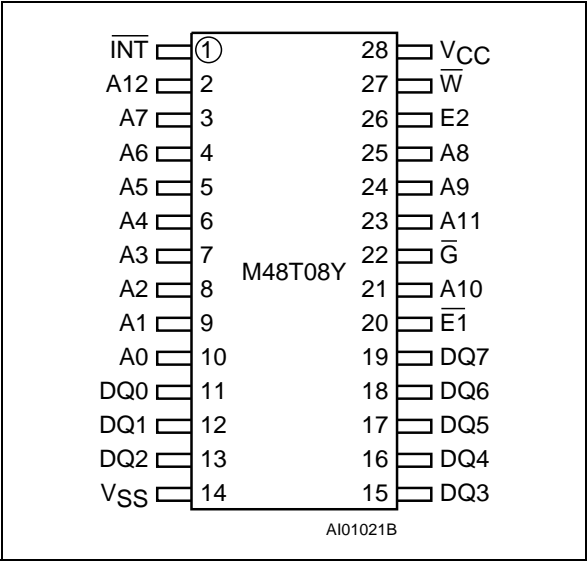 I̅N̅T̅ 1 28 VCC
A12 2 27 W̅
A7 3 26 E2
A6 4 25 A8
A5 5 24 A9
A4 6 23 A11
A3 7 22 G̅
M48T08Y
A2 8 21 A10
A1 9 20 E̅1̅
A0 10 19 DQ7
DQ0 11 18 DQ6
DQ1 12 17 DQ5
DQ2 13 16 DQ4
VSS 14 15 DQ3
AI01021B